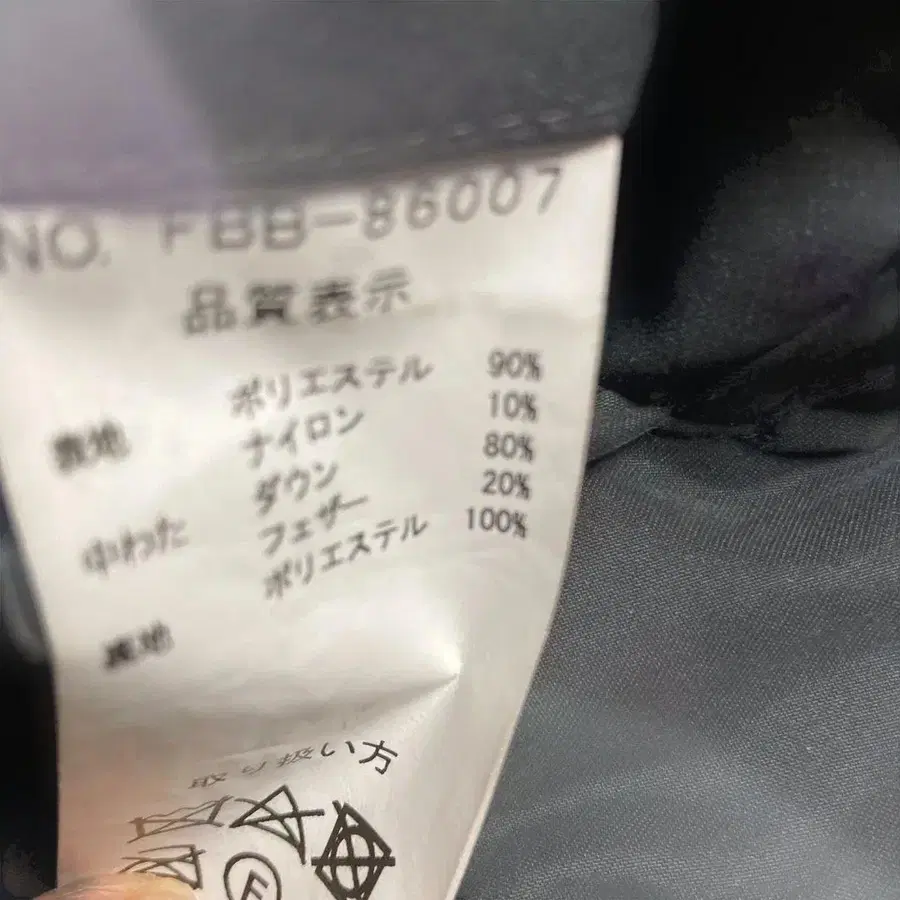 NO. FBB-86007
品質表示
表地 ポリエステル 90%
ナイロン 10%
中わた ダウン 80%
フェザー 20%
裏地 ポリエステル 100%
取り扱い方
F